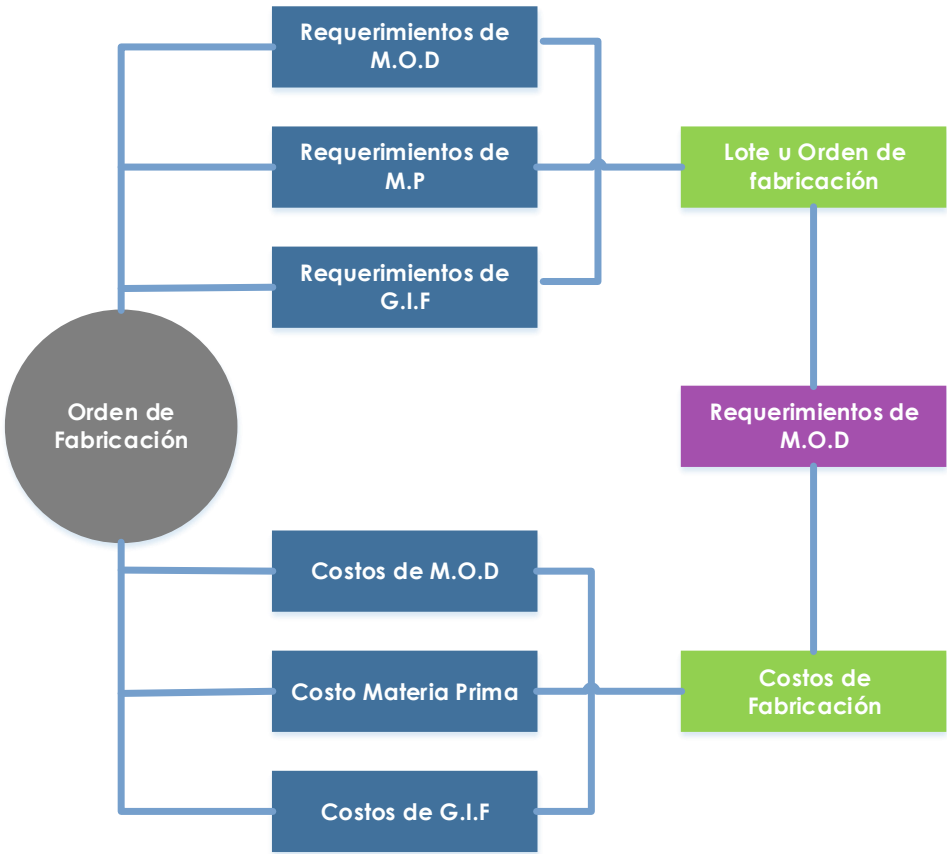 Requerimientos de
M.O.D
Requerimientos de
M.P
Lote u Orden de
fabricación
Requerimientos de
G.I.F
Orden de
Fabricación
Requerimientos de
M.O.D
Costos de M.O.D
Costo Materia Prima
Costos de
Fabricación
Costos de G.I.F